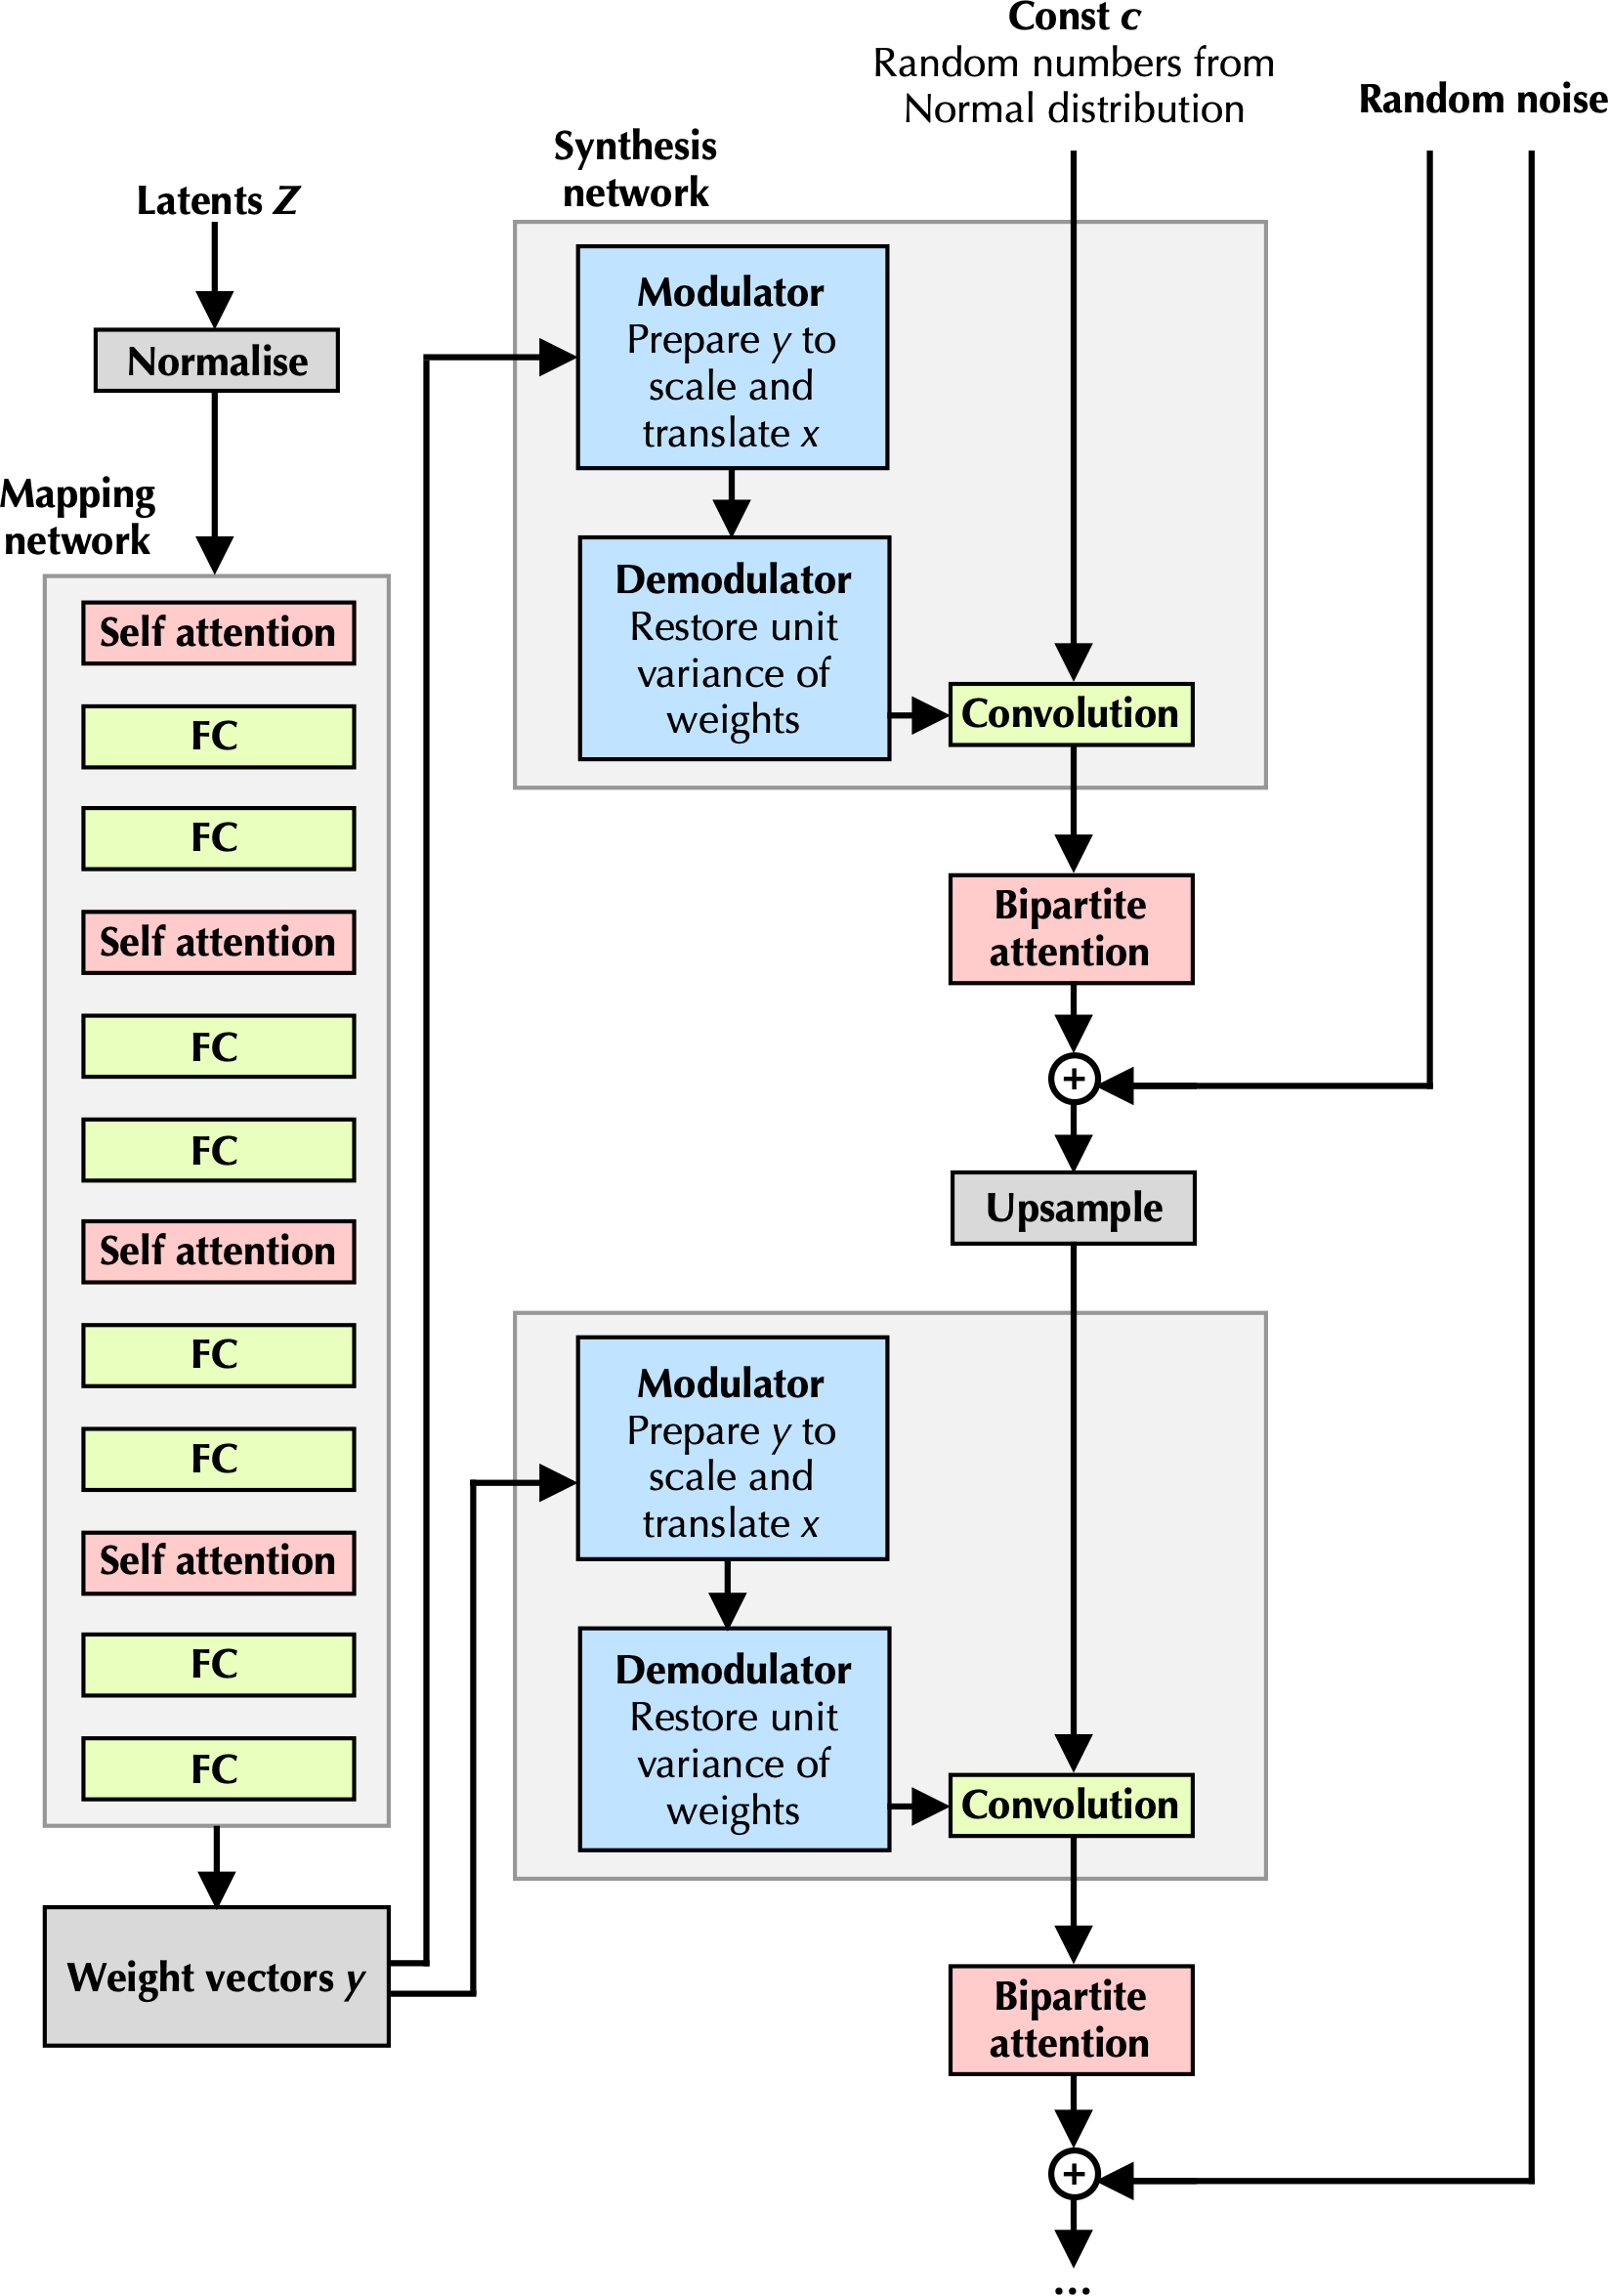 Const c
Random numbers from
Normal distribution
Random noise
Synthesis
network
Latents Z
Normalise
Mapping
network
Self attention
FC
FC
Self attention
FC
FC
Self attention
FC
FC
Self attention
FC
FC
Weight vectors y
Modulator
Prepare y to
scale and
translate x
Demodulator
Restore unit
variance of
weights
Convolution
Bipartite
attention
+
Upsample
Modulator
Prepare y to
scale and
translate x
Demodulator
Restore unit
variance of
weights
Convolution
Bipartite
attention
+
...